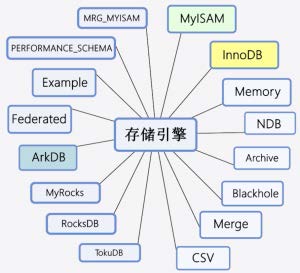 MRG_MYISAM
MyISAM
PERFORMANCE_SCHEMA
InnoDB
Example
Memory
Federated
存储引擎
NDB
ArkDB
Archive
MyRocks
Blackhole
RocksDB
Merge
TokuDB
CSV